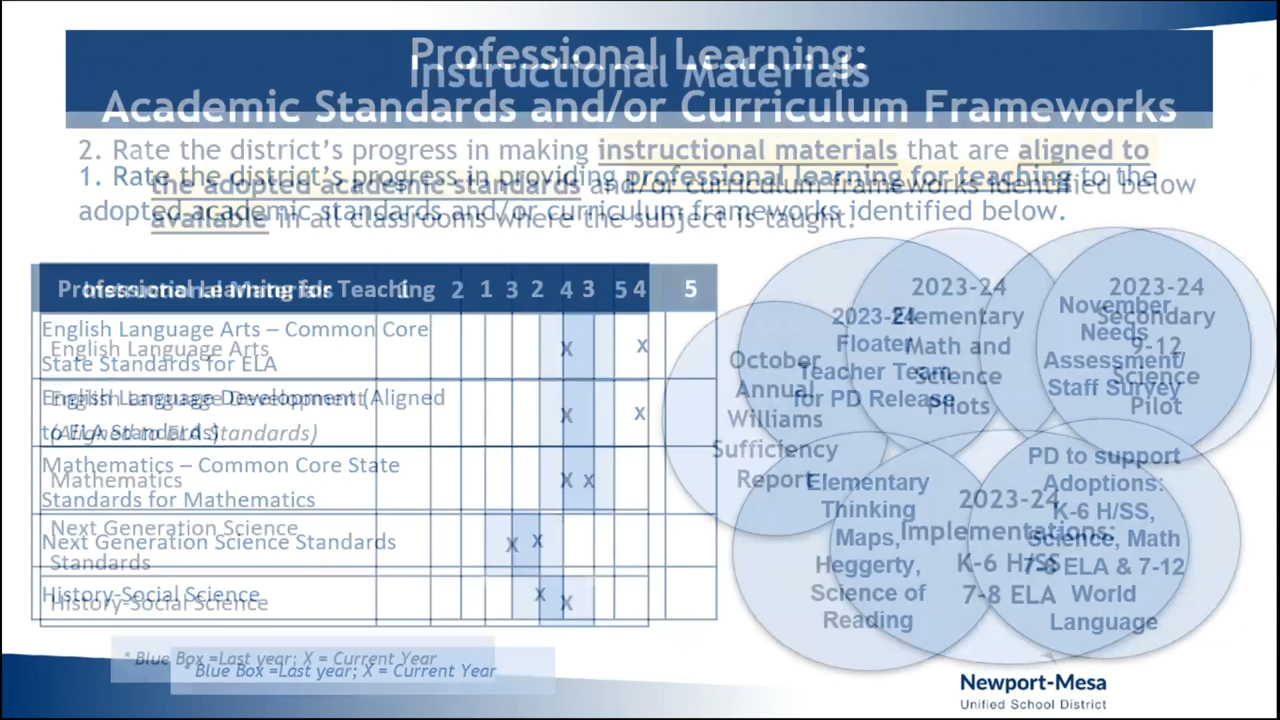 Professional Learning:
Instructional Materials
Academic Standards and/or Curriculum Frameworks
2. Rate the district's progress in making instructional materials that are aligned to
the adopted academic standards and/or curriculum frameworks identified below
available in all classrooms where the subject is taught.
1. Rate the district's progress in providing professional learning for teaching to the
adopted academic standards and/or curriculum frameworks identified below.
Professional Learning for Teaching 1 2 3 4 5
Instructional Materials 1 2 3 4 5
English Language Arts – Common Core
State Standards for ELA
X
English Language Arts
X
English Language Development (Aligned
to ELA Standards)
X
English Language Development
(Aligned to ELA Standards)
X
Mathematics – Common Core State
Standards for Mathematics
X
Mathematics
X
Next Generation Science Standards
X
Next Generation Science
Standards
X
History-Social Science
X
History-Social Science
X
* Blue Box =Last year; X = Current Year
* Blue Box =Last year; X = Current Year
October
Annual
Williams
Sufficiency
Report
2023-24
Floater
Teacher Team
for PD Release
2023-24
Elementary
Math and
Science
Pilots
November
Needs
Assessment/
Staff Survey
2023-24
Secondary
9-12
Science
Pilot
Elementary
Thinking
Maps,
Heggerty,
Science of
Reading
2023-24
Implementations:
K-6 H/SS
7-8 ELA
PD to support
Adoptions:
K-6 H/SS,
Science, Math
7-8 ELA & 7-12
World
Language
Newport-Mesa
Unified School District